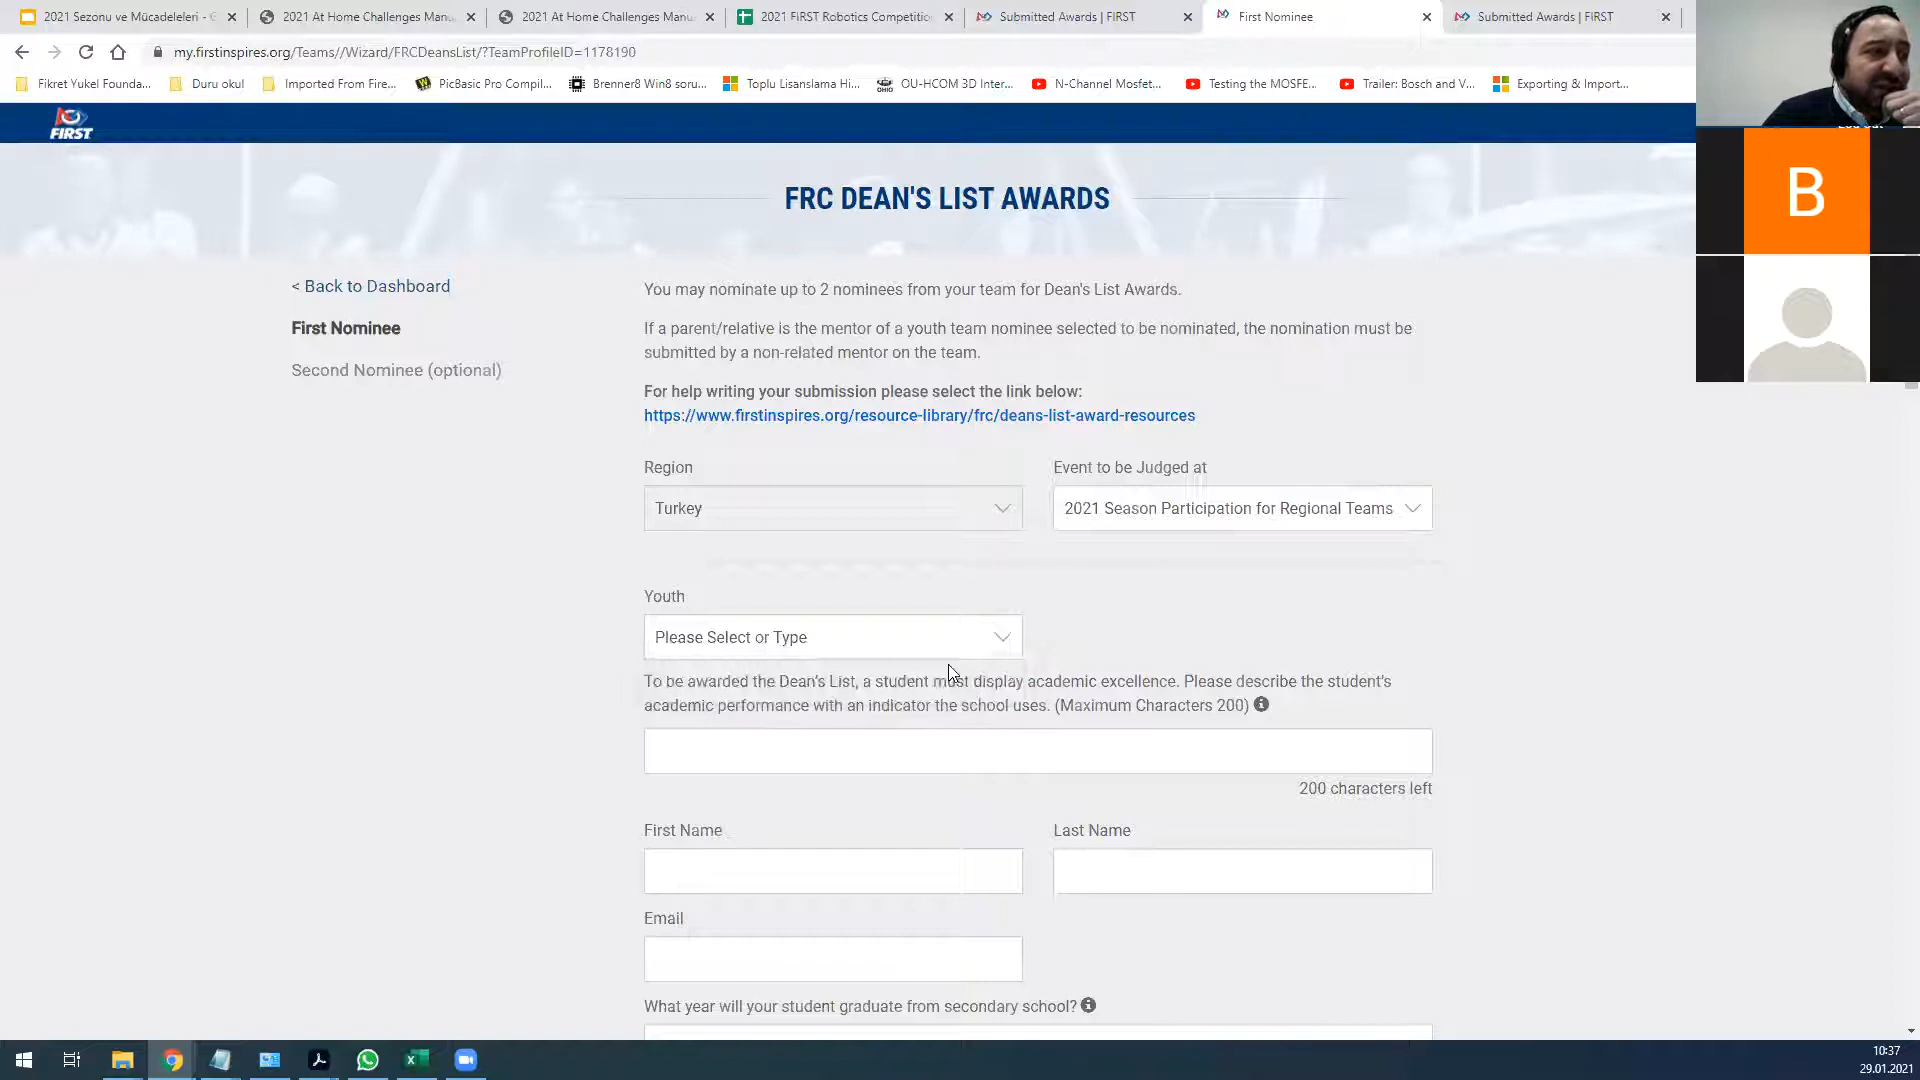 2021 Sezonu ve Mücadeleleri - G
2021 At Home Challenges Manu
2021 At Home Challenges Manu
2021 FIRST Robotics Competitio
Submitted Awards | FIRST
First Nominee
Submitted Awards | FIRST
my.firstinspires.org/Teams//Wizard/FRCDeansList/?TeamProfileID=1178190
Fikret Yukel Founda...
Duru okul
Imported From Fire...
PicBasic Pro Compil...
Brenner8 Win8 soru...
Toplu Lisanslama Hi...
OU-HCOM 3D Inter...
N-Channel Mosfet...
Testing the MOSFE...
Trailer: Bosch and V...
Exporting & Import...
FIRST
B
FRC DEAN'S LIST AWARDS
< Back to Dashboard
First Nominee
Second Nominee (optional)
You may nominate up to 2 nominees from your team for Dean's List Awards.
If a parent/relative is the mentor of a youth team nominee selected to be nominated, the nomination must be
submitted by a non-related mentor on the team.
For help writing your submission please select the link below:
https://www.firstinspires.org/resource-library/frc/deans-list-award-resources
Region
Event to be Judged at
Turkey
2021 Season Participation for Regional Teams
Youth
Please Select or Type
To be awarded the Dean's List, a student must display academic excellence. Please describe the student's
academic performance with an indicator the school uses. (Maximum Characters 200)
200 characters left
First Name
Last Name
Email
What year will your student graduate from secondary school?
10:37
29.01.2021